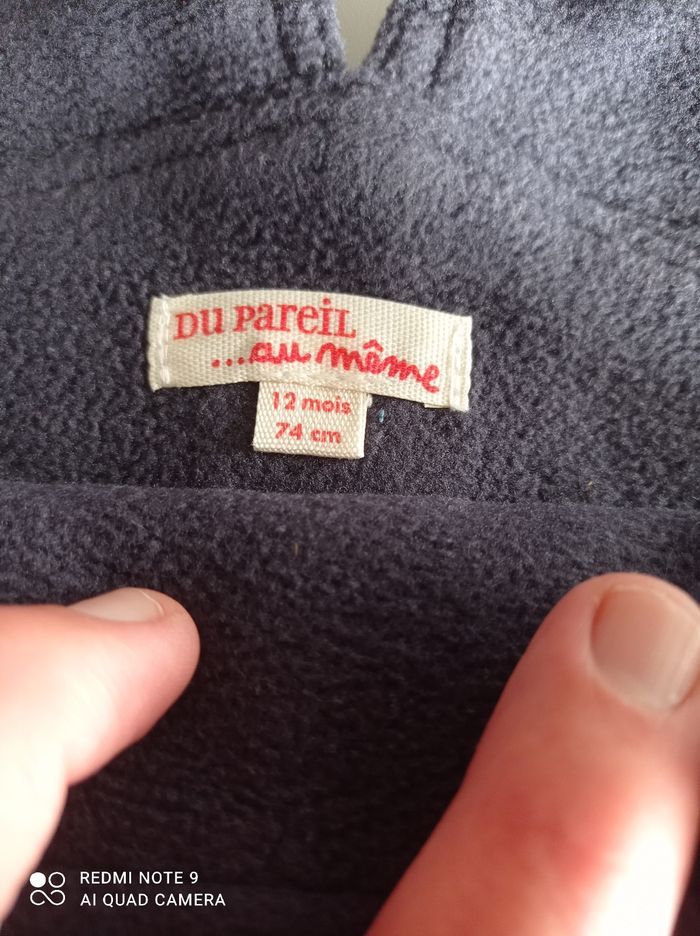 DU PAREIL
...au même
12 mois
74 cm
REDMI NOTE 9
AI QUAD CAMERA